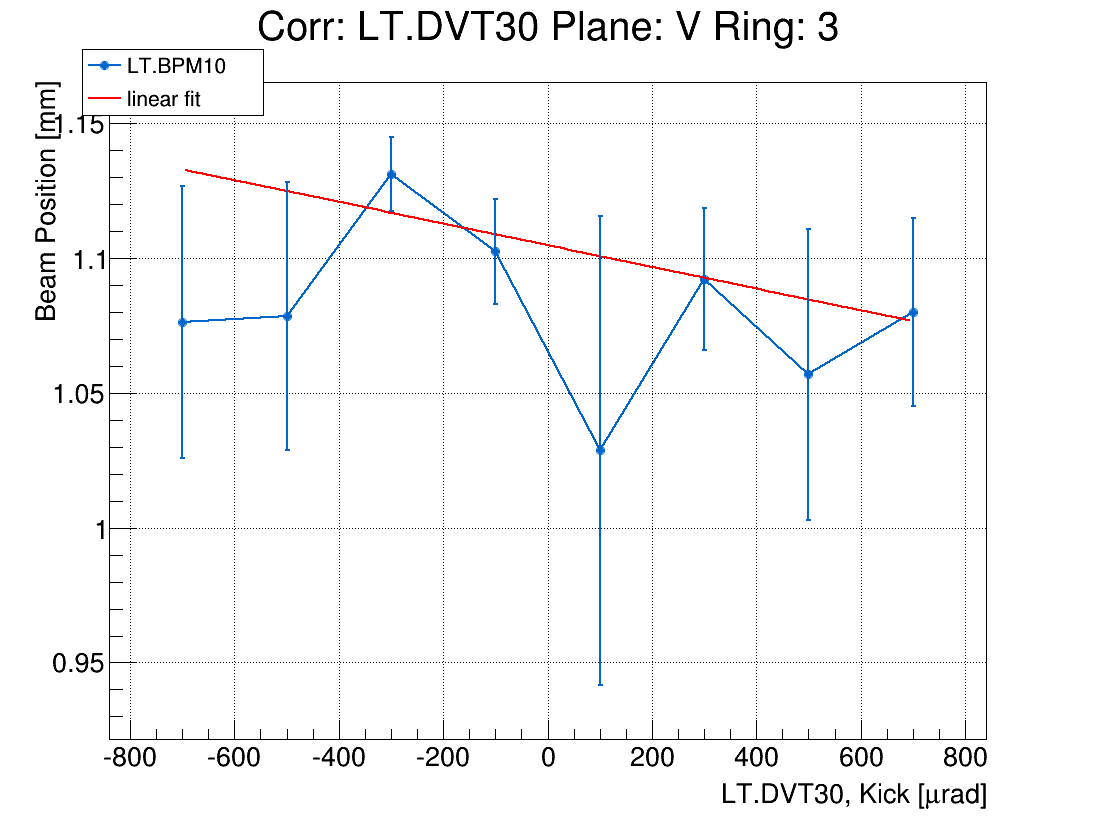 Corr: LT.DVT30 Plane: V Ring: 3
LT.BPM10
linear fit
Beam Position [mm]
1.15
1.1
1.05
1
0.95
-800 -600 -400 -200 0 200 400 600 800
LT.DVT30, Kick [μrad]